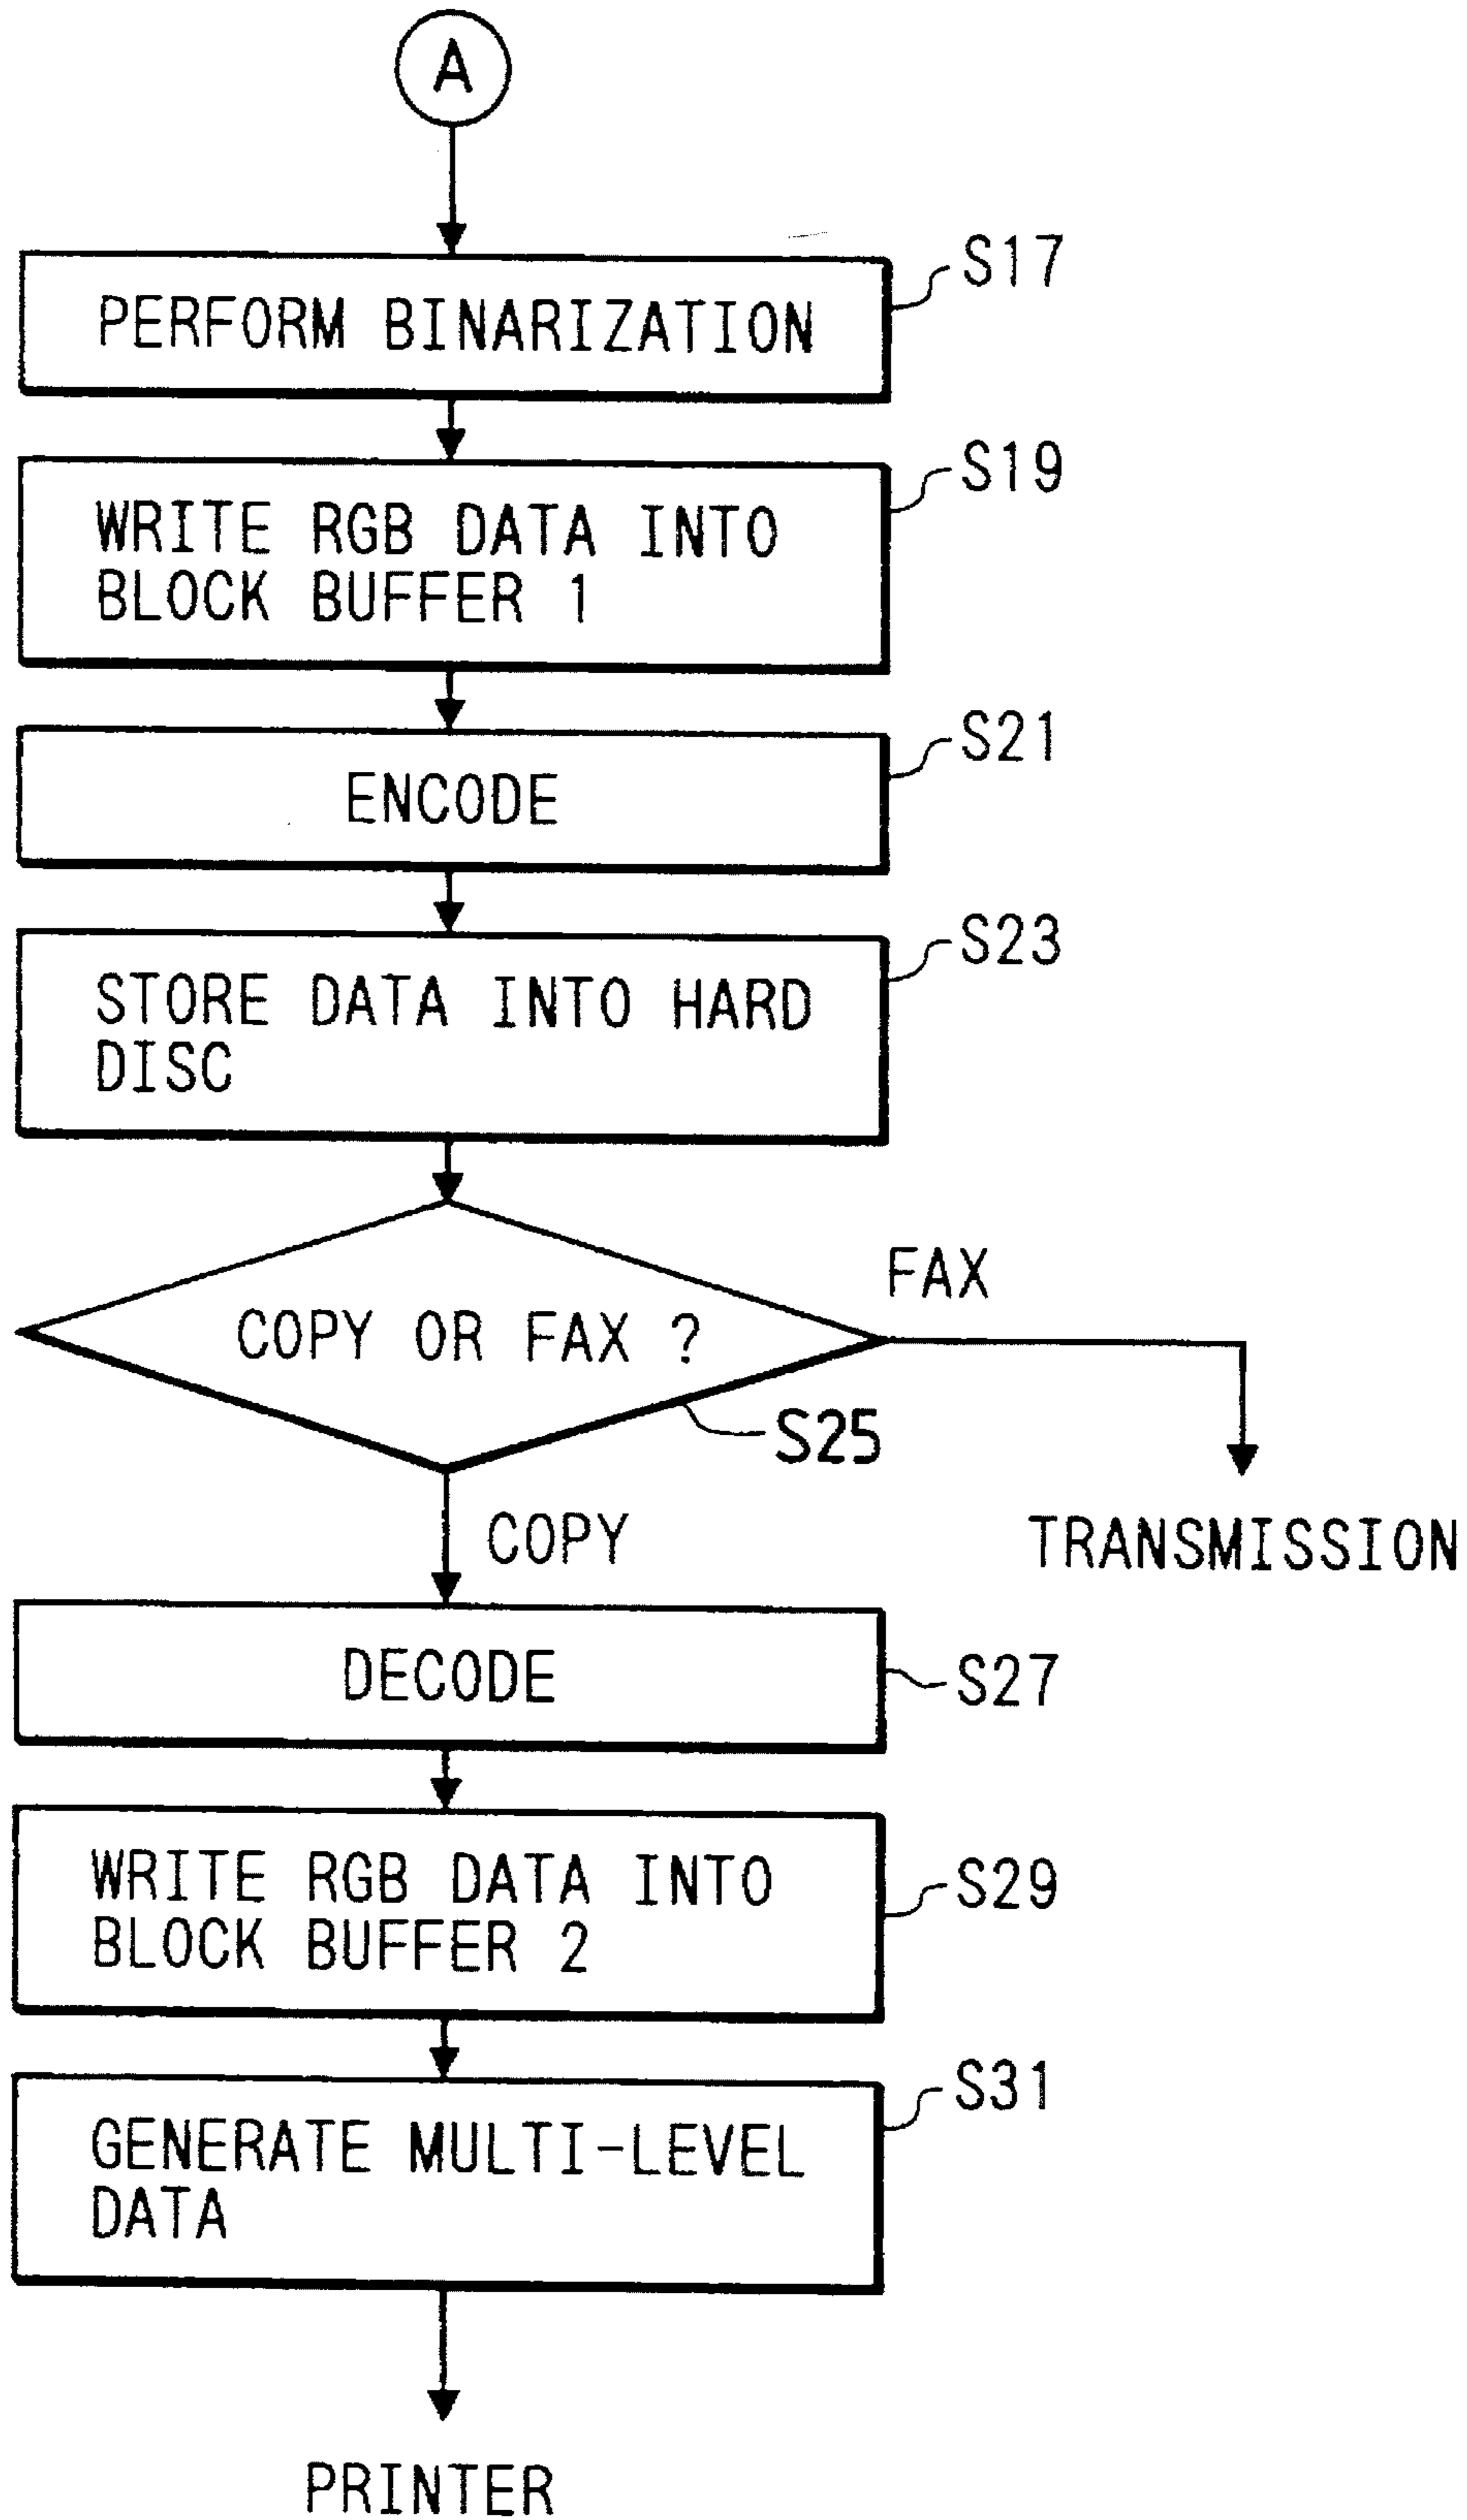 A
S17
PERFORM BINARIZATION
S19
WRITE RGB DATA INTO
BLOCK BUFFER 1
S21
ENCODE
S23
STORE DATA INTO HARD
DISC
FAX
COPY OR FAX ?
S25
COPY
TRANSMISSION
DECODE
S27
WRITE RGB DATA INTO
BLOCK BUFFER 2
S29
S31
GENERATE MULTI-LEVEL
DATA
PRINTER